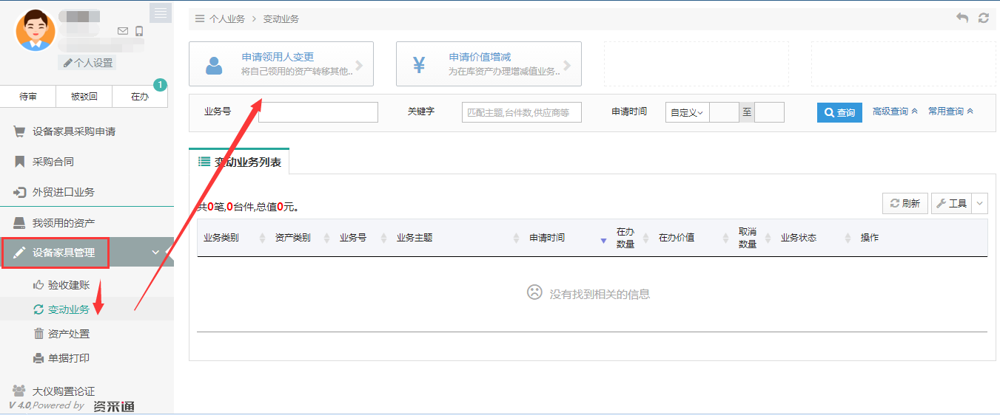 个人设置
待审 被驳回 在办 1
设备家具采购申请
采购合同
外贸进口业务
我领用的资产
设备家具管理
验收建账
变动业务
资产处置
单据打印
大仪购置论证
V 4.0,Powered by 资采通
个人业务 > 变动业务
申请领用人变更
将自己领用的资产转移其他..
¥ 申请价值增减
为在库资产办理增减值业务..
业务号 关键字 匹配主题,台件数,供应商等 申请时间 自定义 至 查询 高级查询 常用查询
变动业务列表
共0笔,0台件,总值0元。
刷新 工具
业务类别 资产类别 业务号 业务主题 申请时间 在办数量 在办价值 取消数量 业务状态 操作
没有找到相关的信息